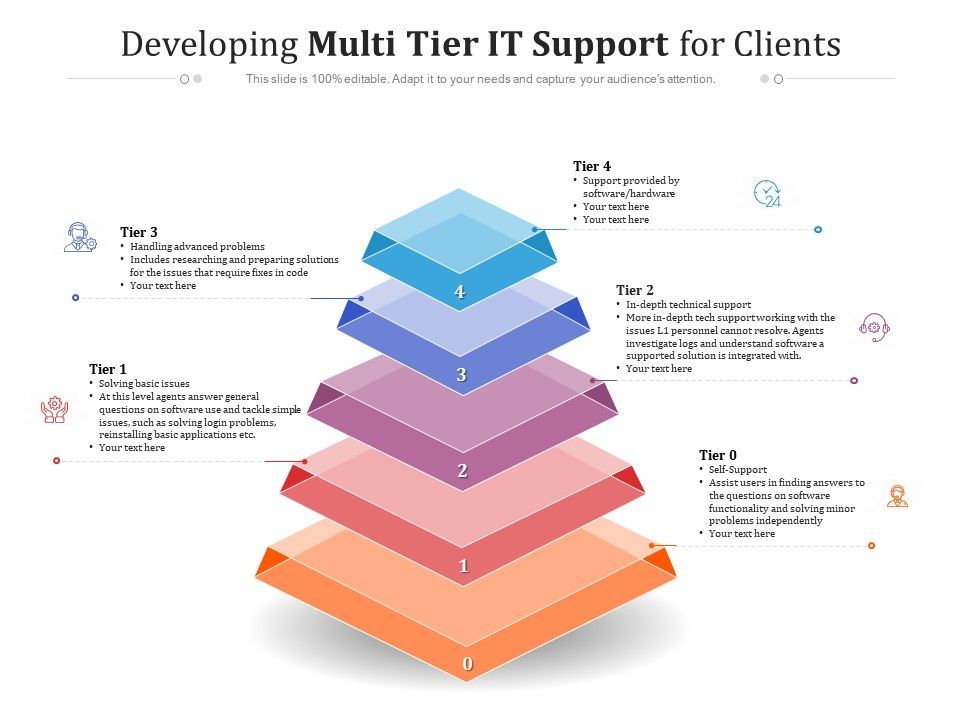 Developing Multi Tier IT Support for Clients
This slide is 100% editable. Adapt it to your needs and capture your audience's attention.
Tier 4
• Support provided by
software/hardware
• Your text here
• Your text here
24
Tier 3
• Handling advanced problems
• Includes researching and preparing solutions
for the issues that require fixes in code
• Your text here
Tier 2
• In-depth technical support
• More in-depth tech support working with the
issues L1 personnel cannot resolve. Agents
investigate logs and understand software a
supported solution is integrated with.
• Your text here
Tier 1
• Solving basic issues
• At this level agents answer general
questions on software use and tackle simple
issues, such as solving login problems,
reinstalling basic applications etc.
• Your text here
Tier 0
• Self-Support
• Assist users in finding answers to
the questions on software
functionality and solving minor
problems independently
• Your text here
4
3
2
1
0